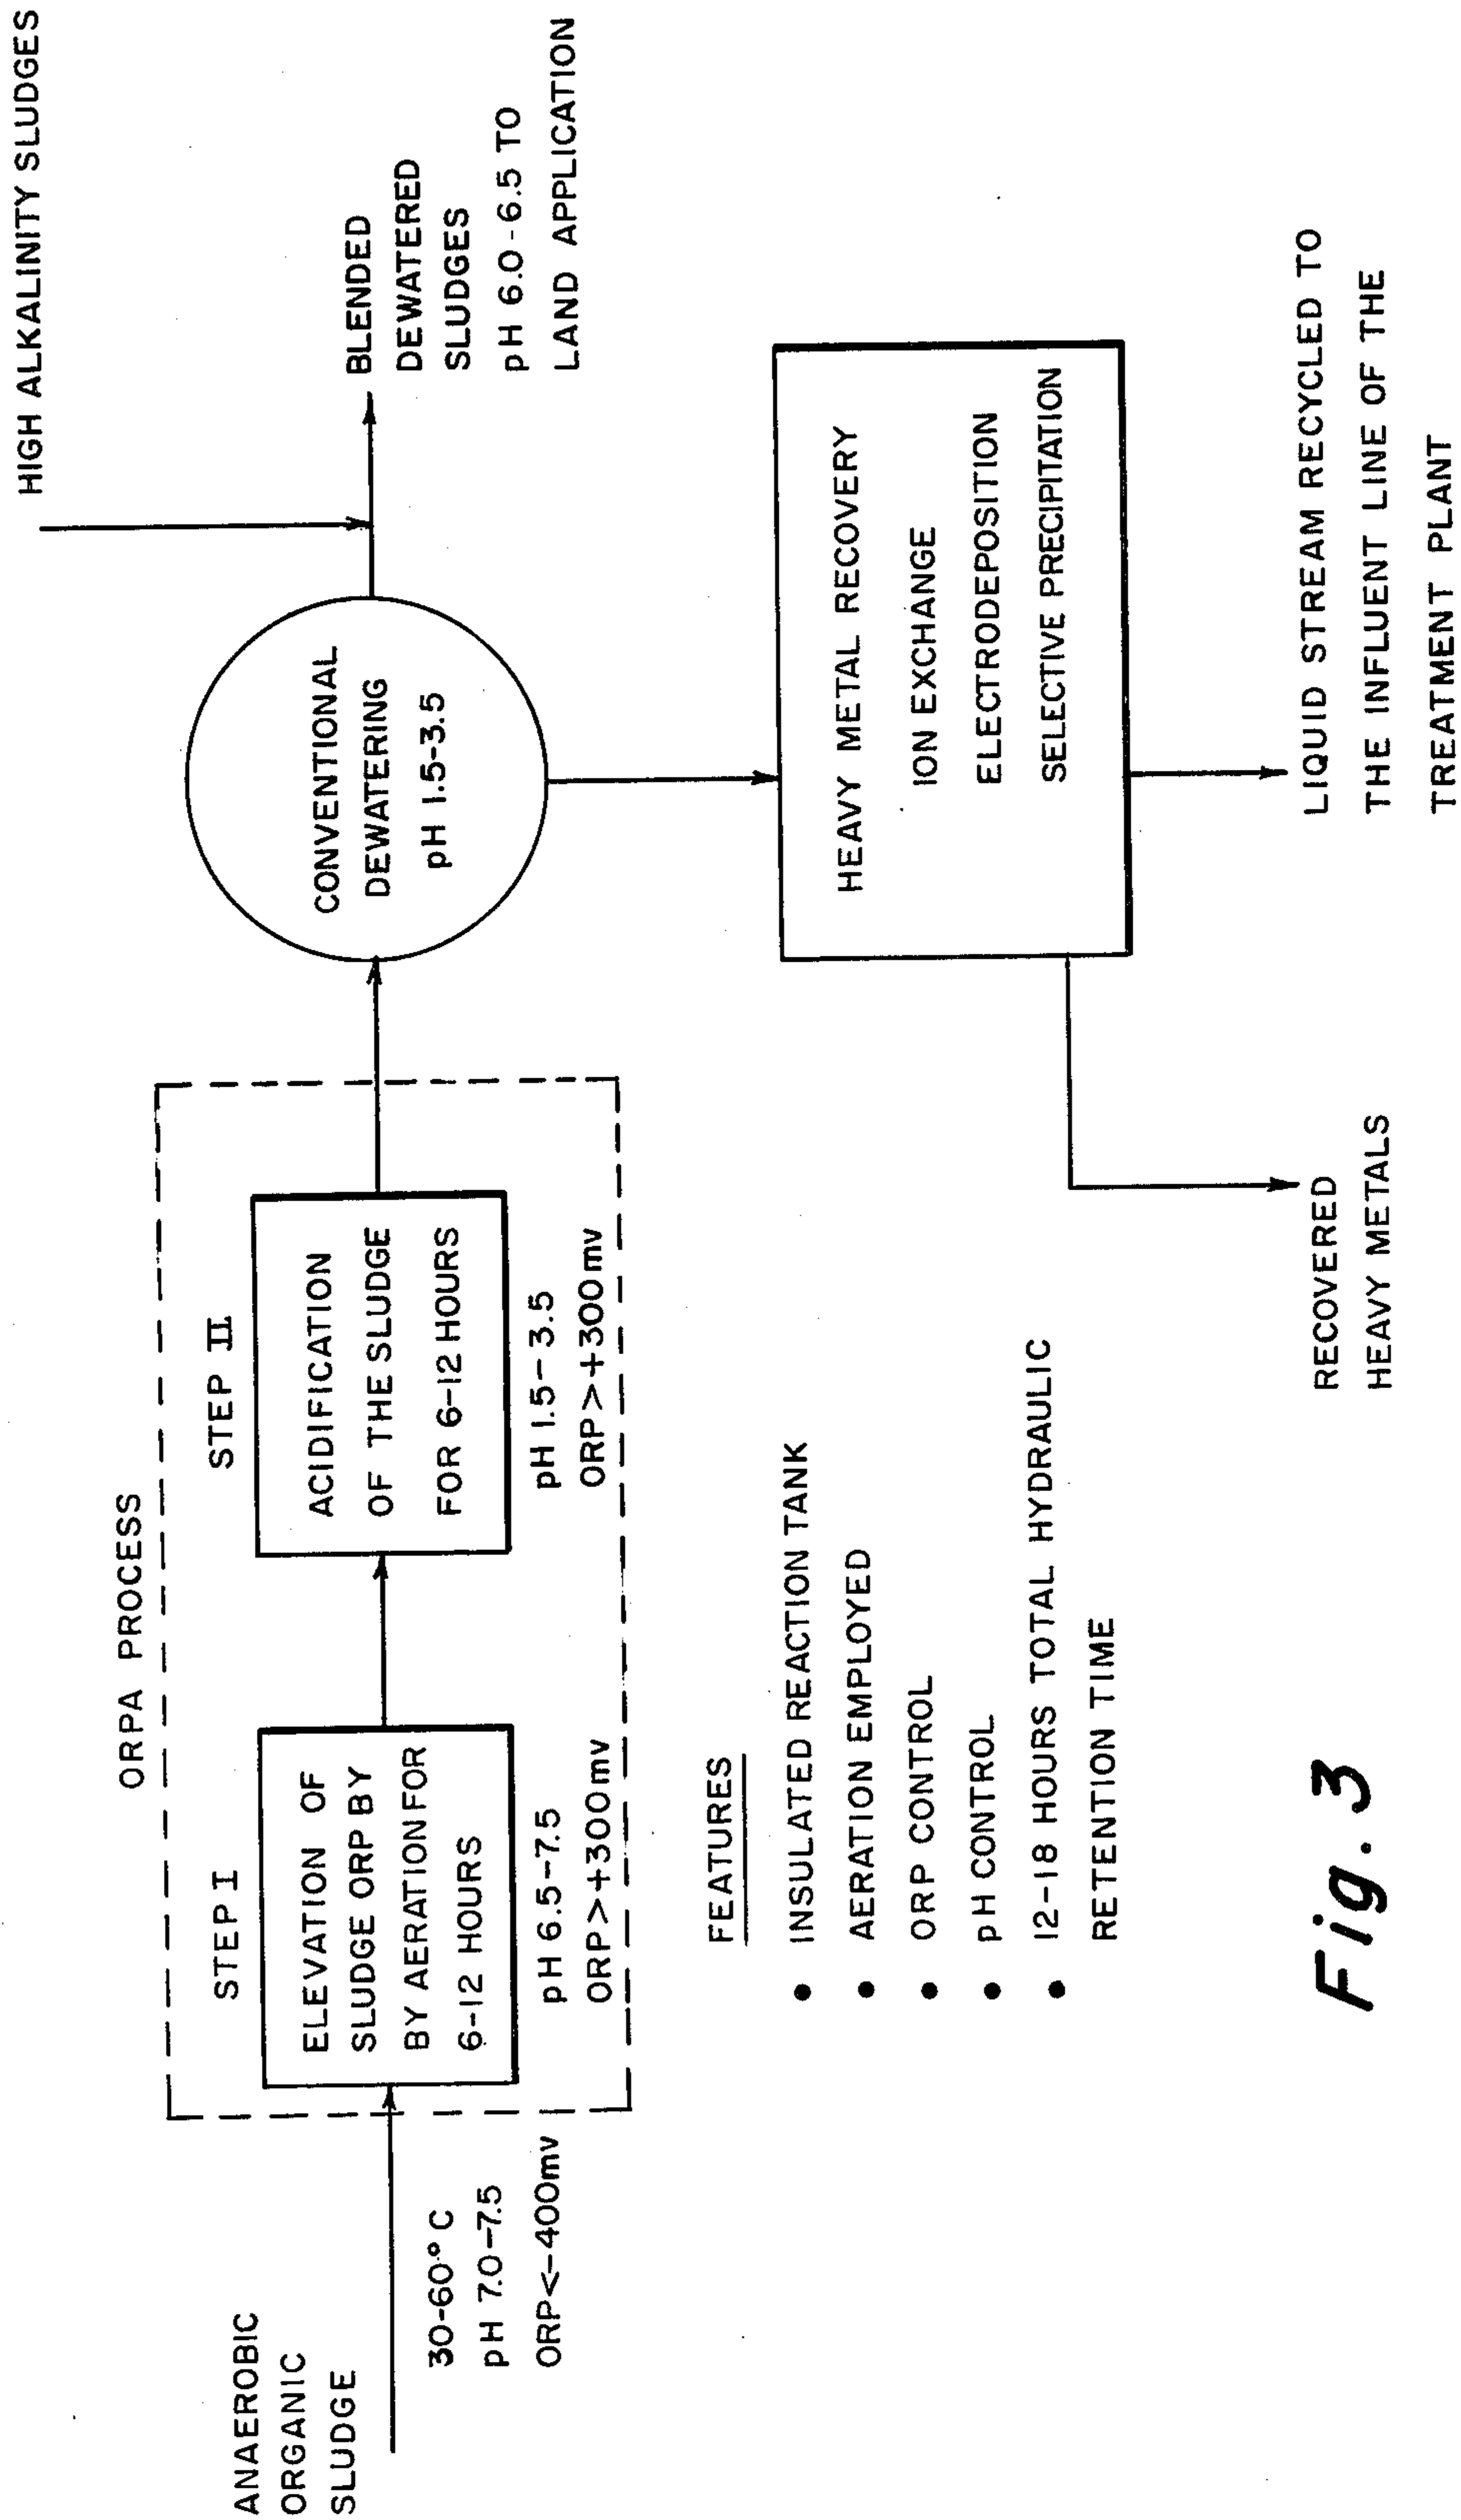 HIGH ALKALINITY SLUDGES
ORPA PROCESS
ANAEROBIC
ORGANIC
SLUDGE
30-60°C
pH 7.0-7.5
ORP<-400mv
STEP I
ELEVATION OF
SLUDGE ORP BY
BY AERATION FOR
6-12 HOURS
pH 6.5-7.5
ORP>+300mv
STEP II
ACIDIFICATION
OF THE SLUDGE
FOR 6-12 HOURS
pH 1.5-3.5
ORP>+300mv
CONVENTIONAL
DEWATERING
pH 1.5-3.5
BLENDED
DEWATERED
SLUDGES
pH 6.0-6.5 TO
LAND APPLICATION
FEATURES
• INSULATED REACTION TANK
• AERATION EMPLOYED
• ORP CONTROL
• pH CONTROL
• 12-18 HOURS TOTAL HYDRAULIC
RETENTION TIME
HEAVY METAL RECOVERY
ION EXCHANGE
ELECTRODEPOSITION
SELECTIVE PRECIPITATION
RECOVERED
HEAVY METALS
LIQUID STREAM RECYCLED TO
THE INFLUENT LINE OF THE
TREATMENT PLANT
Fig. 3